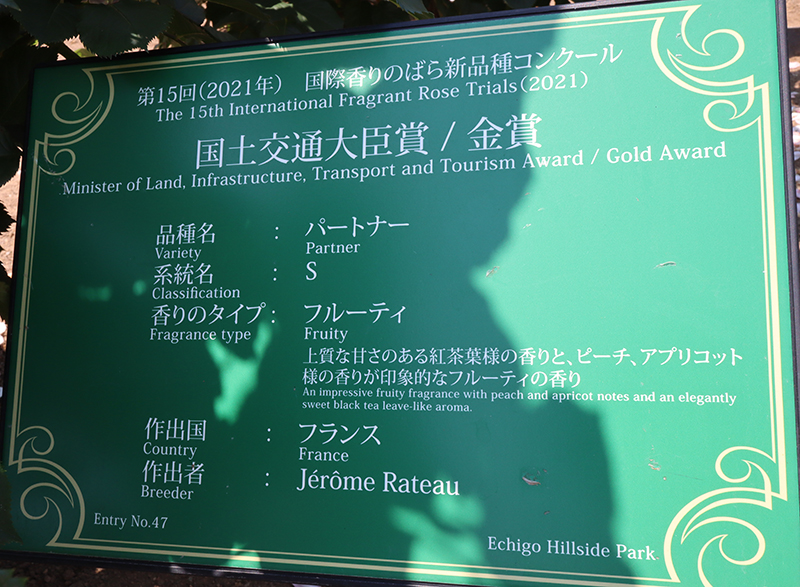 第15回(2021年) 国際香りのばら新品種コンクール
The 15th International Fragrant Rose Trials(2021)
国土交通大臣賞 / 金賞
Minister of Land, Infrastructure, Transport and Tourism Award / Gold Award
品種名 : パートナー
Variety Partner
系統名 : S
Classification
香りのタイプ : フルーティ
Fragrance type Fruity
上質な甘さのある紅茶葉様の香りと、ピーチ、アプリコット
様の香りが印象的なフルーティの香り
An impressive fruity fragrance with peach and apricot notes and an elegantly
sweet black tea leave-like aroma.
作出国 : フランス
Country France
作出者 : Jérôme Rateau
Breeder
Entry No.47
Echigo Hillside Park